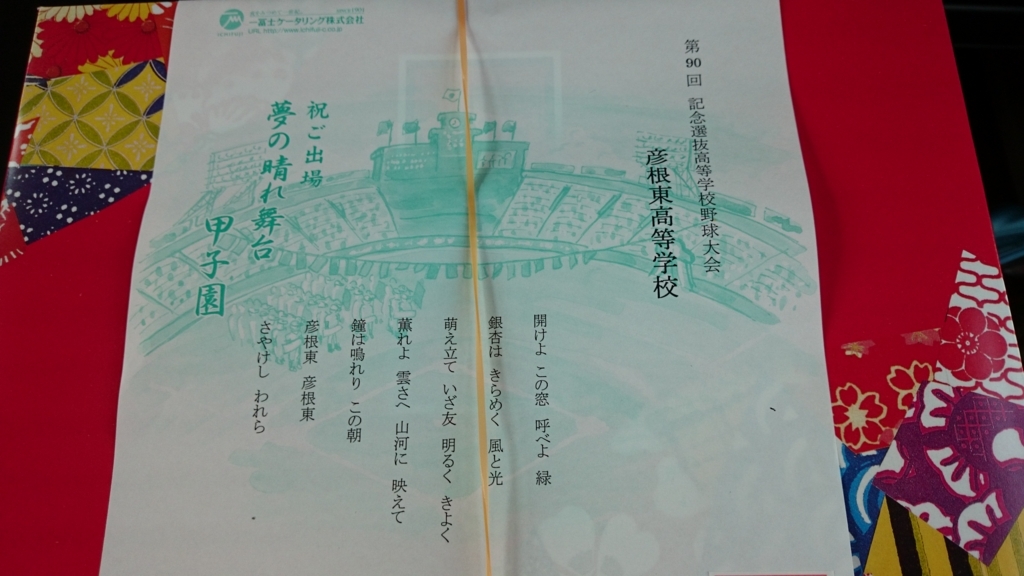 一冨士ケータリング株式会社
第90回 記念選抜高等学校野球大会
彦根東高等学校
開けよ この窓 呼べよ 緑
銀杏は きらめく 風と光
萌え立て いざ友 明るく きよく
薫れよ 雲さへ 山河に 映えて
鐘は鳴れり この朝
彦根東 彦根東
さやけし われら
祝ご出場
夢の晴れ舞台
甲子園